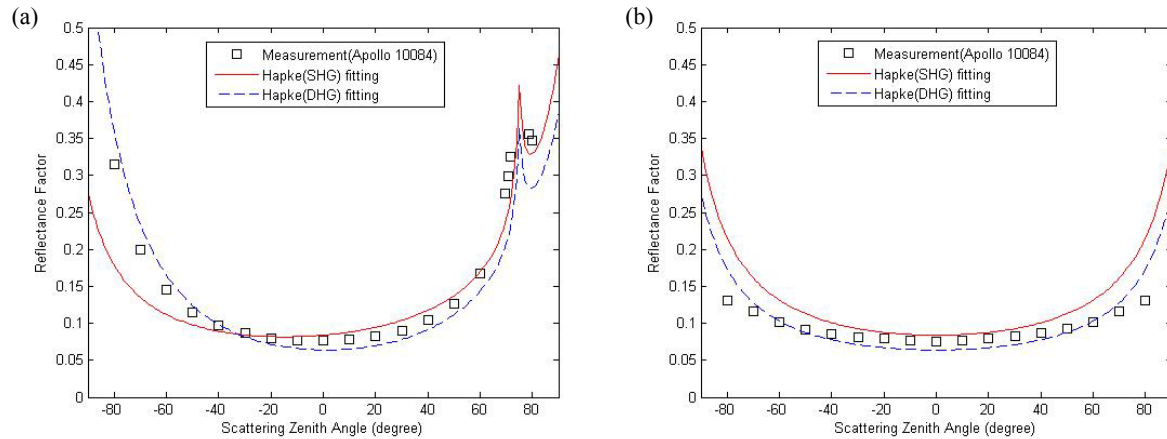 (a)
0.5
0.45
0.4
0.35
0.3
0.25
0.2
0.15
0.1
0.05
0
Reflectance Factor
Measurement(Apollo 10084)
Hapke(SHG) fitting
Hapke(DHG) fitting
-80 -60 -40 -20 0 20 40 60 80
Scattering Zenith Angle (degree)
(b)
0.5
0.45
0.4
0.35
0.3
0.25
0.2
0.15
0.1
0.05
0
Reflectance Factor
Measurement(Apollo 10084)
Hapke(SHG) fitting
Hapke(DHG) fitting
-80 -60 -40 -20 0 20 40 60 80
Scattering Zenith Angle (degree)